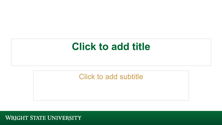 Click to add title
Click to add subtitle
WRIGHT STATE UNIVERSITY